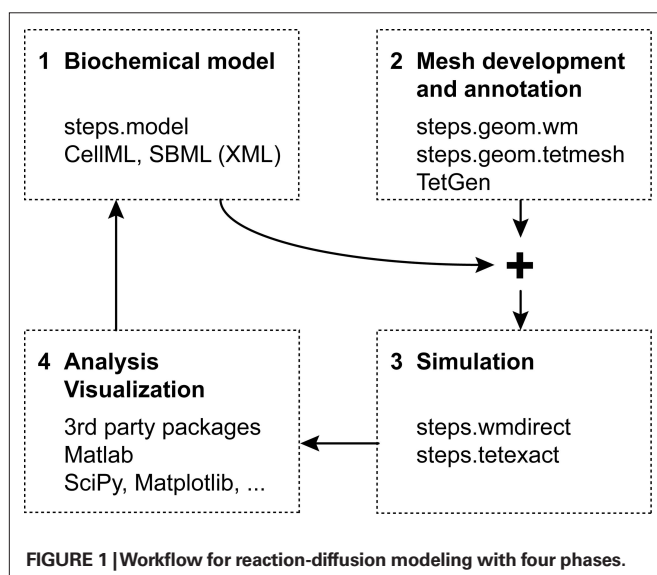 1 Biochemical model
steps.model
CellML, SBML (XML)
2 Mesh development
and annotation
steps.geom.wm
steps.geom.tetmesh
TetGen
+
4 Analysis
Visualization
3rd party packages
Matlab
SciPy, Matplotlib, ...
3 Simulation
steps.wmdirect
steps.tetexact
FIGURE 1 | Workflow for reaction-diffusion modeling with four phases.